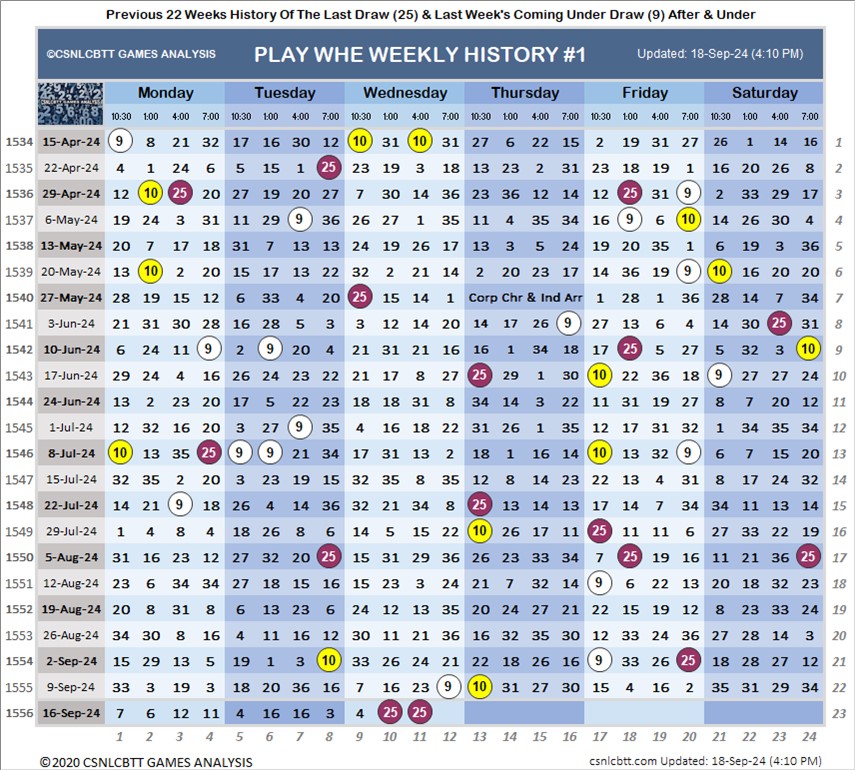 Previous 22 Weeks History Of The Last Draw (25) & Last Week's Coming Under Draw (9) After & Under
©CSNLCBTT GAMES ANALYSIS PLAY WHE WEEKLY HISTORY #1 Updated: 18-Sep-24 (4:10 PM)
CSNLCBTT GAMES ANALYSIS Monday Tuesday Wednesday Thursday Friday Saturday
10:30 1:00 4:00 7:00 10:30 1:00 4:00 7:00 10:30 1:00 4:00 7:00 10:30 1:00 4:00 7:00 10:30 1:00 4:00 7:00 10:30 1:00 4:00 7:00
1534 15-Apr-24 9 8 21 32 17 16 30 12 10 31 10 31 27 6 22 15 2 19 31 27 26 1 14 16 1
1535 22-Apr-24 4 1 24 6 5 15 1 25 23 19 3 18 13 23 2 31 23 35 19 1 16 20 26 8 2
1536 29-Apr-24 12 10 25 20 27 19 20 27 7 30 14 36 23 36 12 14 12 25 31 9 2 33 29 17 3
1537 6-May-24 19 24 3 31 11 29 9 36 26 27 1 35 11 4 35 34 16 9 6 10 14 26 30 4 4
1538 13-May-24 20 7 17 18 31 7 13 13 24 19 26 17 13 3 5 24 19 20 35 1 6 19 3 36 5
1539 20-May-24 13 10 2 20 15 17 13 22 32 2 21 14 2 20 23 17 14 36 19 9 10 16 20 20 6
1540 27-May-24 28 19 15 12 6 33 4 20 25 15 14 1 Corp Chr & Ind Arr 1 28 1 36 28 14 7 34 7
1541 3-Jun-24 21 31 30 28 16 28 5 3 3 12 14 20 14 17 26 9 27 13 6 4 14 30 25 31 8
1542 10-Jun-24 6 24 11 9 2 9 20 4 21 31 21 16 16 1 34 18 17 25 5 27 5 32 3 10 9
1543 17-Jun-24 29 24 4 16 26 24 23 22 21 17 8 27 25 29 1 30 10 22 36 18 9 27 27 24 10
1544 24-Jun-24 13 2 23 20 17 5 22 23 18 18 31 8 34 14 3 22 11 31 19 27 8 7 20 12 11
1545 1-Jul-24 12 32 16 20 3 27 9 35 4 16 18 22 31 26 1 35 12 17 31 32 1 34 35 34 12
1546 8-Jul-24 10 13 35 25 9 9 21 34 17 31 13 2 18 1 16 14 10 13 32 9 6 7 15 20 13
1547 15-Jul-24 32 35 2 20 3 23 19 15 32 35 8 35 12 8 14 23 22 13 4 31 8 17 24 32 14
1548 22-Jul-24 14 21 9 18 26 4 14 36 32 21 34 8 25 13 14 13 2 27 17 5 34 11 13 14 15
1549 29-Jul-24 1 4 8 4 18 26 8 6 14 5 15 22 10 26 17 11 25 11 11 6 27 33 22 19 16
1550 5-Aug-24 31 16 23 12 27 32 20 25 15 31 29 36 26 23 33 34 7 25 19 16 11 21 36 25 17
1551 12-Aug-24 23 6 34 34 27 18 15 16 15 23 3 24 21 7 32 14 9 6 22 13 20 18 32 23 18
1552 19-Aug-24 20 8 31 8 6 13 23 6 24 12 13 35 20 24 27 21 22 15 19 12 8 23 33 24 19
1553 26-Aug-24 34 30 8 16 4 11 16 12 30 11 21 36 16 32 35 30 12 33 24 36 27 28 14 3 20
1554 2-Sep-24 15 29 13 5 19 1 3 10 33 26 24 21 22 18 26 16 9 33 26 25 18 28 27 12 21
1555 9-Sep-24 33 3 19 3 18 20 36 16 7 16 23 9 10 31 27 30 15 4 16 2 35 31 29 34 22
1556 16-Sep-24 7 6 12 11 4 16 16 3 4 25 25 23
1 2 3 4 5 6 7 8 9 10 11 12 13 14 15 16 17 18 19 20 21 22 23 24
©2020 CSNLCBTT GAMES ANALYSIS csnlcbtt.com Updated: 18-Sep-24 (4:10 PM)